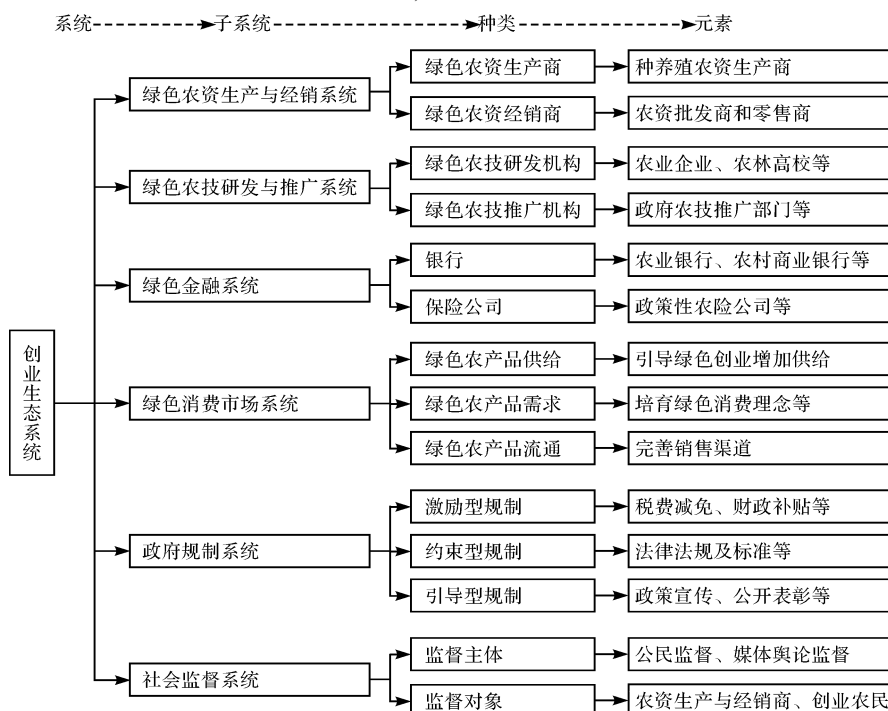 系统 子系统 种类 元素
创业生态系统
绿色农资生产与经销系统
绿色农资生产商 种养殖农资生产商
绿色农资经销商 农资批发商和零售商
绿色农技研发与推广系统
绿色农技研发机构 农业企业、农林高校等
绿色农技推广机构 政府农技推广部门等
绿色金融系统
银行 农业银行、农村商业银行等
保险公司 政策性农险公司等
绿色消费市场系统
绿色农产品供给 引导绿色创业增加供给
绿色农产品需求 培育绿色消费理念等
绿色农产品流通 完善销售渠道
政府规制系统
激励型规制 税费减免、财政补贴等
约束型规制 法律法规及标准等
引导型规制 政策宣传、公开表彰等
社会监督系统
监督主体 公民监督、媒体舆论监督
监督对象 农资生产与经销商、创业农民